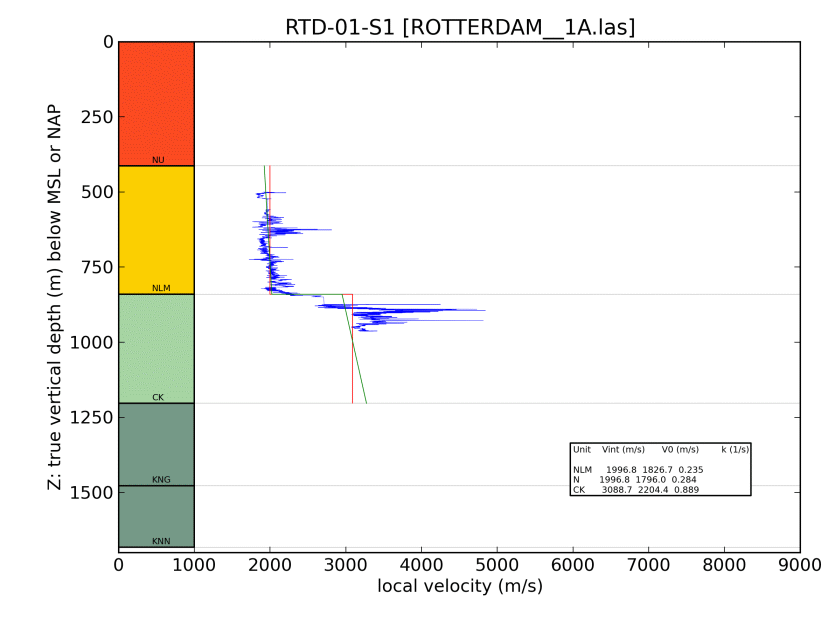 RTD-01-S1 [ROTTERDAM__1A.las]
Z: true vertical depth (m) below MSL or NAP
0
250
500
750
1000
1250
1500
NU
NLM
CK
KNG
KNN
Unit Vint (m/s) V0 (m/s) k (1/s)
NLM 1996.8 1826.7 0.235
N 1996.8 1796.0 0.284
CK 3088.7 2204.4 0.889
0 1000 2000 3000 4000 5000 6000 7000 8000 9000
local velocity (m/s)